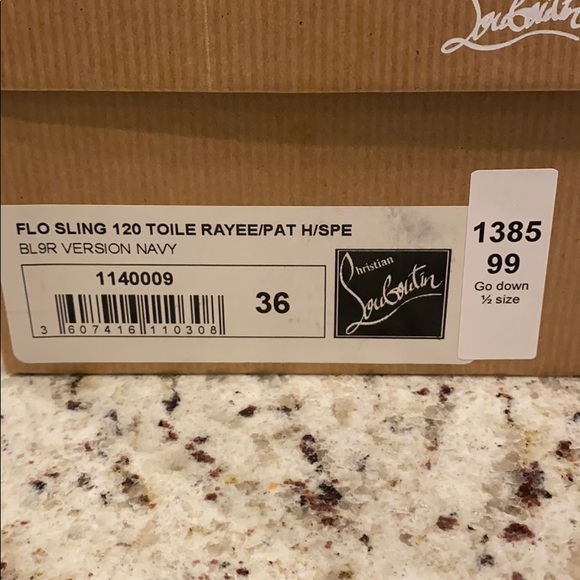 Louboutin
FLO SLING 120 TOILE RAYEE/PAT H/SPE
BL9R VERSION NAVY
1140009
3 607416 110308
36
Christian
Louboutin
1385
99
Go down
½ size